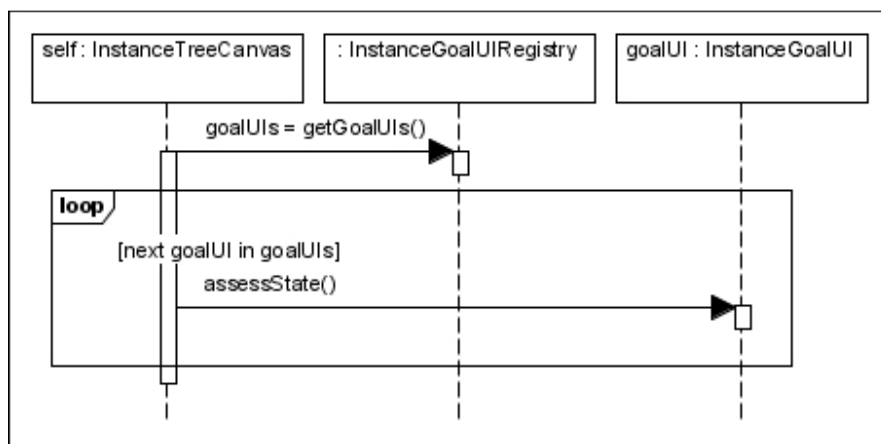 self: InstanceTreeCanvas
: InstanceGoalUIRegistry
goalUI : InstanceGoalUI
goalUIs = getGoalUIs()
loop
[next goalUI in goalUIs]
assessState()